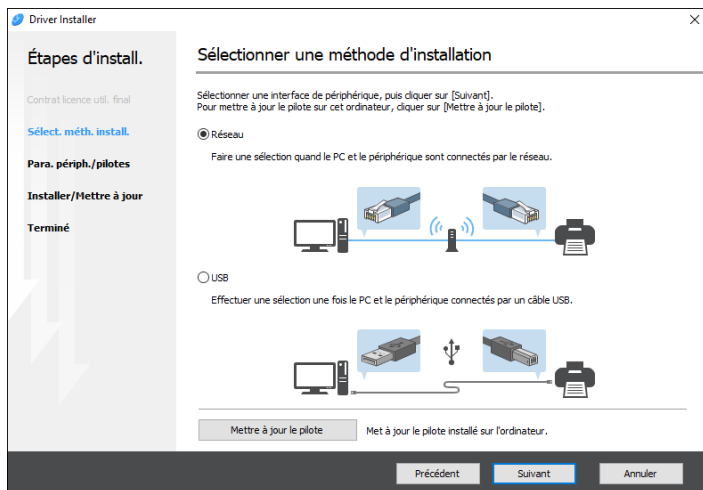 Driver Installer
Étapes d'install.
Contrat licence util. final
Sélect. méth. install.
Para. périph./pilotes
Installer/Mettre à jour
Terminé
Sélectionner une méthode d'installation
Sélectionner une interface de périphérique, puis cliquer sur [Suivant].
Pour mettre à jour le pilote sur cet ordinateur, cliquer sur [Mettre à jour le pilote].
Réseau
Faire une sélection quand le PC et le périphérique sont connectés par le réseau.
USB
Effectuer une sélection une fois le PC et le périphérique connectés par un câble USB.
Mettre à jour le pilote
Met à jour le pilote installé sur l'ordinateur.
Précédent
Suivant
Annuler